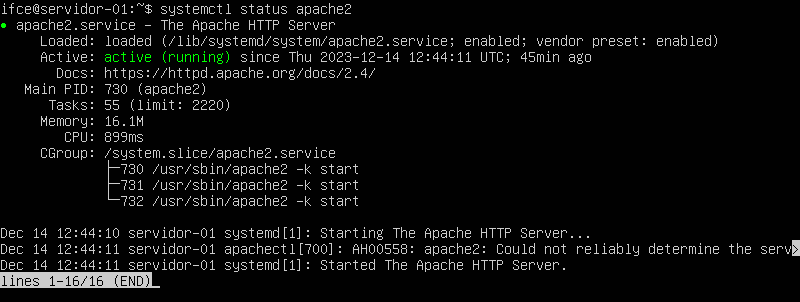 ifce@servidor-01:~$ systemctl status apache2
● apache2.service - The Apache HTTP Server
     Loaded: loaded (/lib/systemd/system/apache2.service; enabled; vendor preset: enabled)
     Active: active (running) since Thu 2023-12-14 12:44:11 UTC; 45min ago
       Docs: https://httpd.apache.org/docs/2.4/
   Main PID: 730 (apache2)
      Tasks: 55 (limit: 2220)
     Memory: 16.1M
        CPU: 899ms
     CGroup: /system.slice/apache2.service
             ├─730 /usr/sbin/apache2 -k start
             ├─731 /usr/sbin/apache2 -k start
             └─732 /usr/sbin/apache2 -k start

Dec 14 12:44:10 servidor-01 systemd[1]: Starting The Apache HTTP Server...
Dec 14 12:44:11 servidor-01 apachectl[700]: AH00558: apache2: Could not reliably determine the serv>
Dec 14 12:44:11 servidor-01 systemd[1]: Started The Apache HTTP Server.
lines 1-16/16 (END)